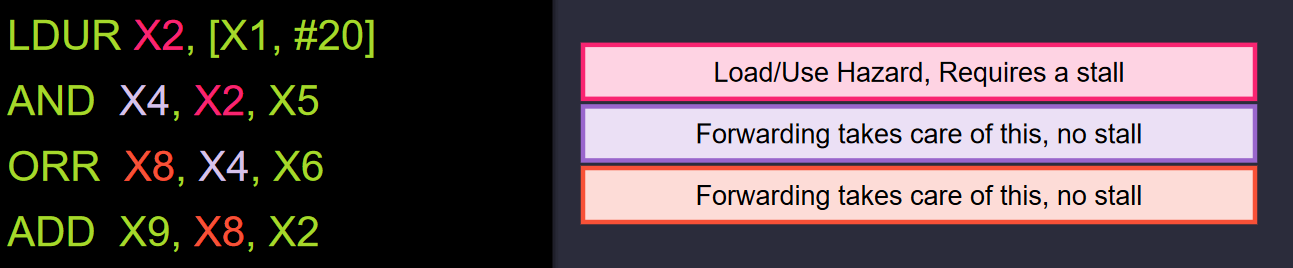 LDUR X2, [X1, #20]
AND X4, X2, X5
ORR X8, X4, X6
ADD X9, X8, X2
Load/Use Hazard, Requires a stall
Forwarding takes care of this, no stall
Forwarding takes care of this, no stall